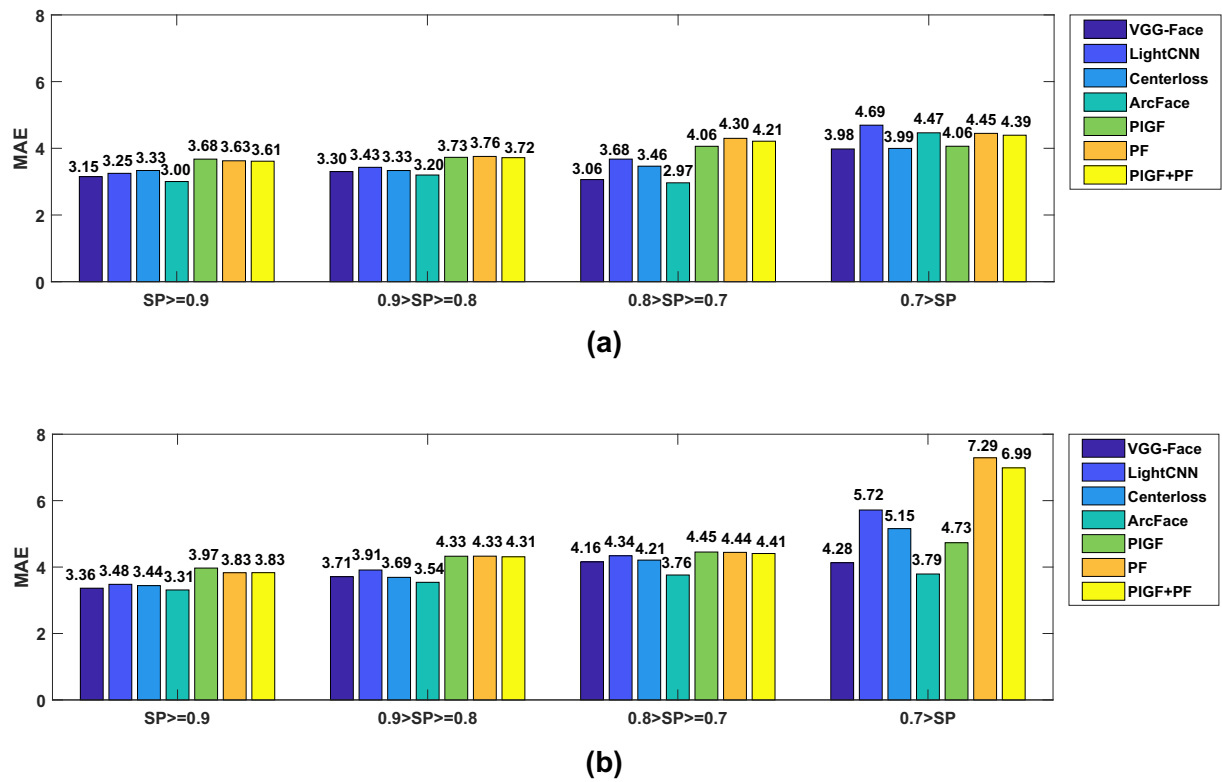 8
6
4
2
0
MAE
3.15 3.25 3.33 3.00 3.68 3.63 3.61
3.30 3.43 3.33 3.20 3.73 3.76 3.72
3.06 3.68 3.46 2.97 4.06 4.30 4.21
3.98 4.69 3.99 4.47 4.06 4.45 4.39
SP>=0.9
0.9>SP>=0.8
0.8>SP>=0.7
0.7>SP
VGG-Face
LightCNN
Centerloss
ArcFace
PIGF
PF
PIGF+PF
(a)
8
6
4
2
0
MAE
3.36 3.48 3.44 3.31 3.97 3.83 3.83
3.71 3.91 3.69 3.54 4.33 4.33 4.31
4.16 4.34 4.21 3.76 4.45 4.44 4.41
4.28 5.72 5.15 3.79 4.73 7.29 6.99
SP>=0.9
0.9>SP>=0.8
0.8>SP>=0.7
0.7>SP
VGG-Face
LightCNN
Centerloss
ArcFace
PIGF
PF
PIGF+PF
(b)